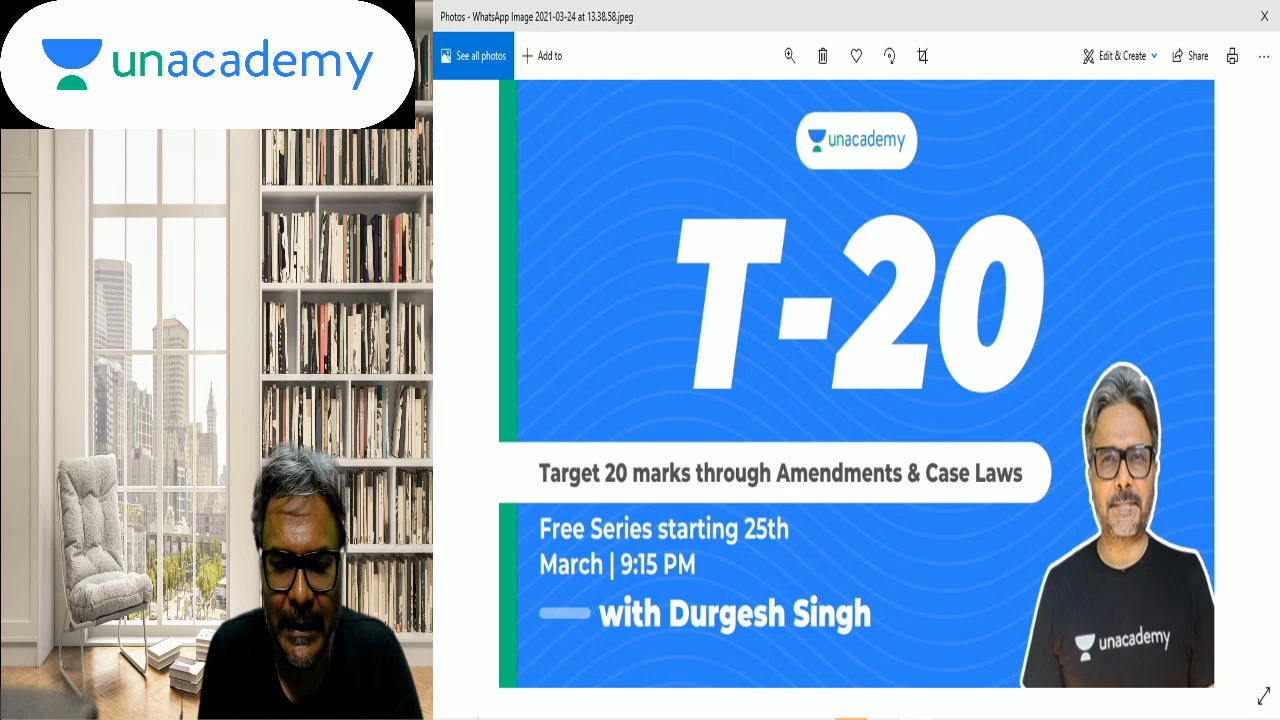 unacademy
Photos - WhatsApp Image 2021-03-24 at 13.38.58.jpeg
See all photos
Add to
Edit & Create
Share
unacademy
T-20
Target 20 marks through Amendments & Case Laws
Free Series starting 25th
March | 9:15 PM
with Durgesh Singh
unacademy